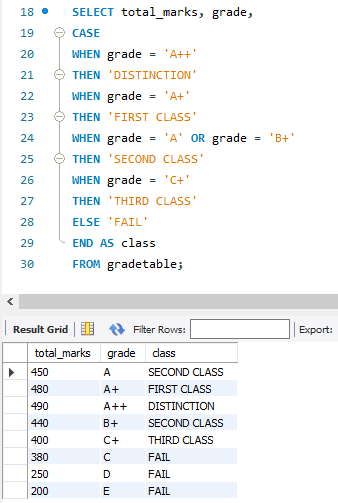 18 SELECT total_marks, grade,
19 CASE
20 WHEN grade = 'A++'
21 THEN 'DISTINCTION'
22 WHEN grade = 'A+'
23 THEN 'FIRST CLASS'
24 WHEN grade = 'A' OR grade = 'B+'
25 THEN 'SECOND CLASS'
26 WHEN grade = 'C+'
27 THEN 'THIRD CLASS'
28 ELSE 'FAIL'
29 END AS class
30 FROM gradetable;
Result Grid Filter Rows: Export:
total_marks grade class
450 A SECOND CLASS
480 A+ FIRST CLASS
490 A++ DISTINCTION
440 B+ SECOND CLASS
400 C+ THIRD CLASS
380 C FAIL
250 D FAIL
200 E FAIL